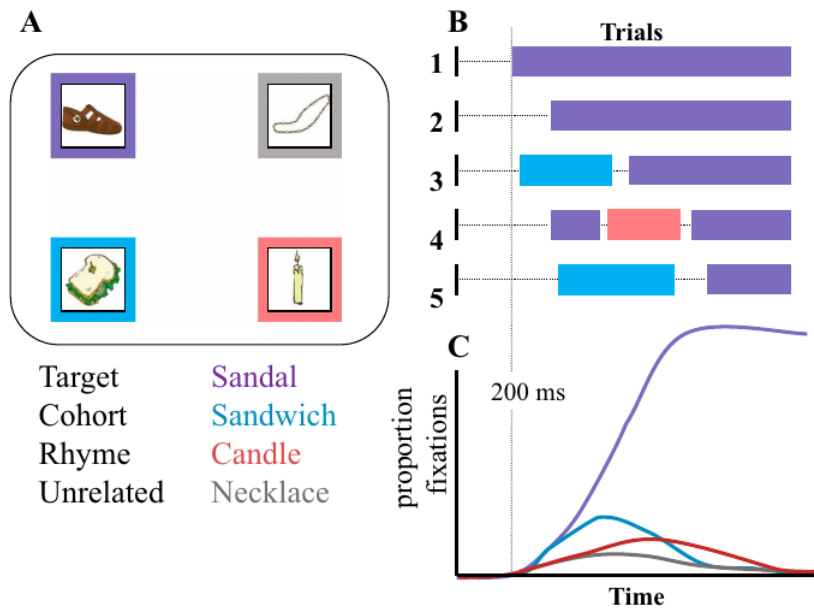 A
B
Trials
1
2
3
4
5
Target Sandal
Cohort Sandwich
Rhyme Candle
Unrelated Necklace
C
200 ms
proportion
fixations
Time